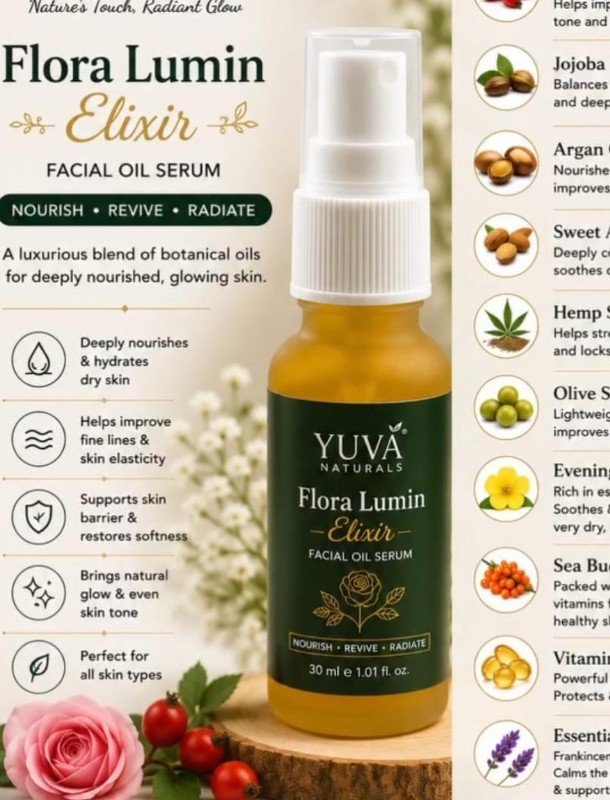 Nature's Touch, Radiant Glow
Flora Lumin
Elixir
FACIAL OIL SERUM
NOURISH • REVIVE • RADIATE
A luxurious blend of botanical oils
for deeply nourished, glowing skin.
Deeply nourishes
& hydrates
dry skin
Helps improve
fine lines &
skin elasticity
Supports skin
barrier &
restores softness
Brings natural
glow & even
skin tone
Perfect for
all skin types
YUVA®
NATURALS
Flora Lumin
Elixir
FACIAL OIL SERUM
NOURISH • REVIVE • RADIATE
30 ml e 1.01 fl. oz.
tone and
Jojoba
Balances
and deep
Argan
Nourishe
improves
Sweet A
Deeply co
soothes
Hemp S
Helps stre
and locks
Olive S
Lightweig
improves
Evening
Rich in es
Soothes &
very dry,
Sea Bu
Packed w
vitamins f
healthy sk
Vitamin
Powerful
Protects &
Essentia
Frankincen
Calms the
& support